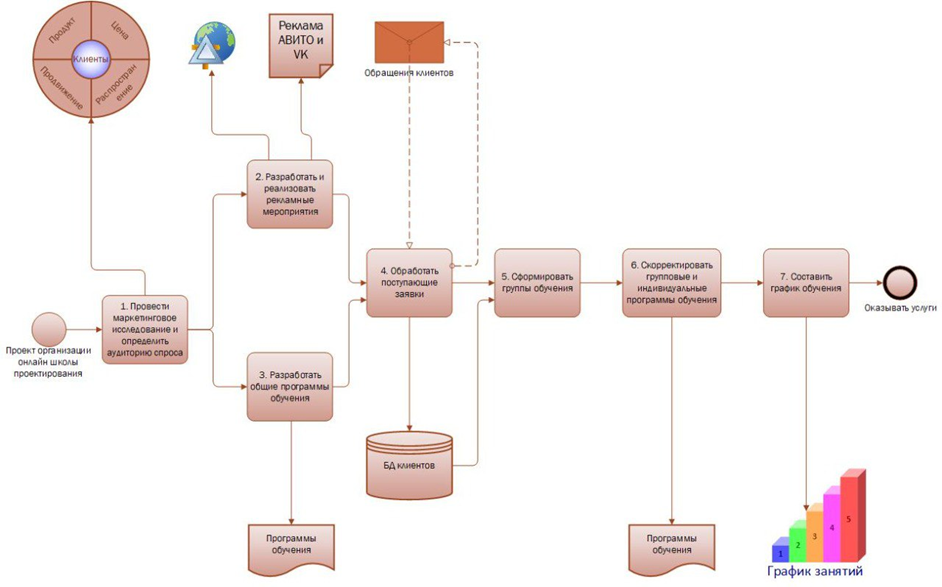 Продукт
Цена
Клиенты
Продвижение
Распростран
ение
Реклама
АВИТО и
VK
Обращения клиентов
2. Разработать и
реализовать
рекламные
мероприятия
4. Обработать
поступающие
заявки
5. Сформировать
группы обучения
6. Скорректировать
групповые и
индивидуальные
программы обучения
7. Составить
график обучения
Оказывать услуги
1. Провести
маркетинговое
исследование и
определить
аудиторию спроса
Проект организации
онлайн школы
проектирования
3. Разработать
общие программы
обучения
БД клиентов
Программы
обучения
Программы
обучения
1
2
3
4
5
График занятий